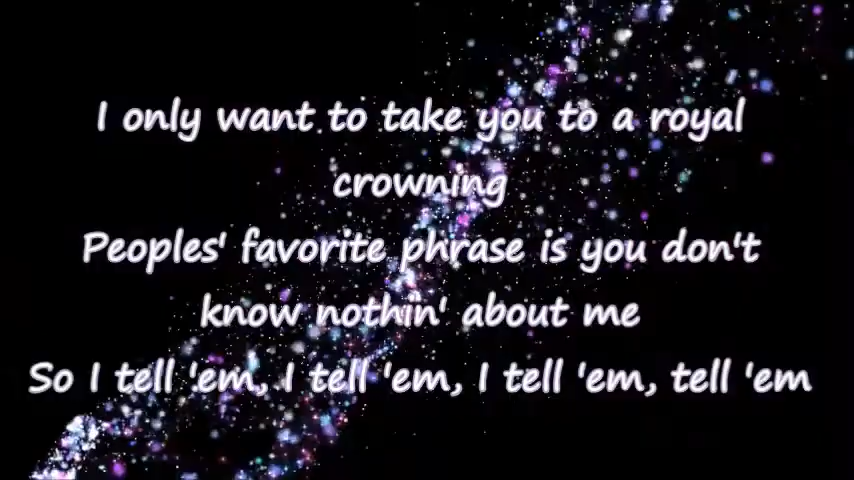 I only want to take you to a royal
crowning
Peoples' favorite phrase is you don't
know nothin' about me
So I tell 'em, I tell 'em, I tell 'em, tell 'em